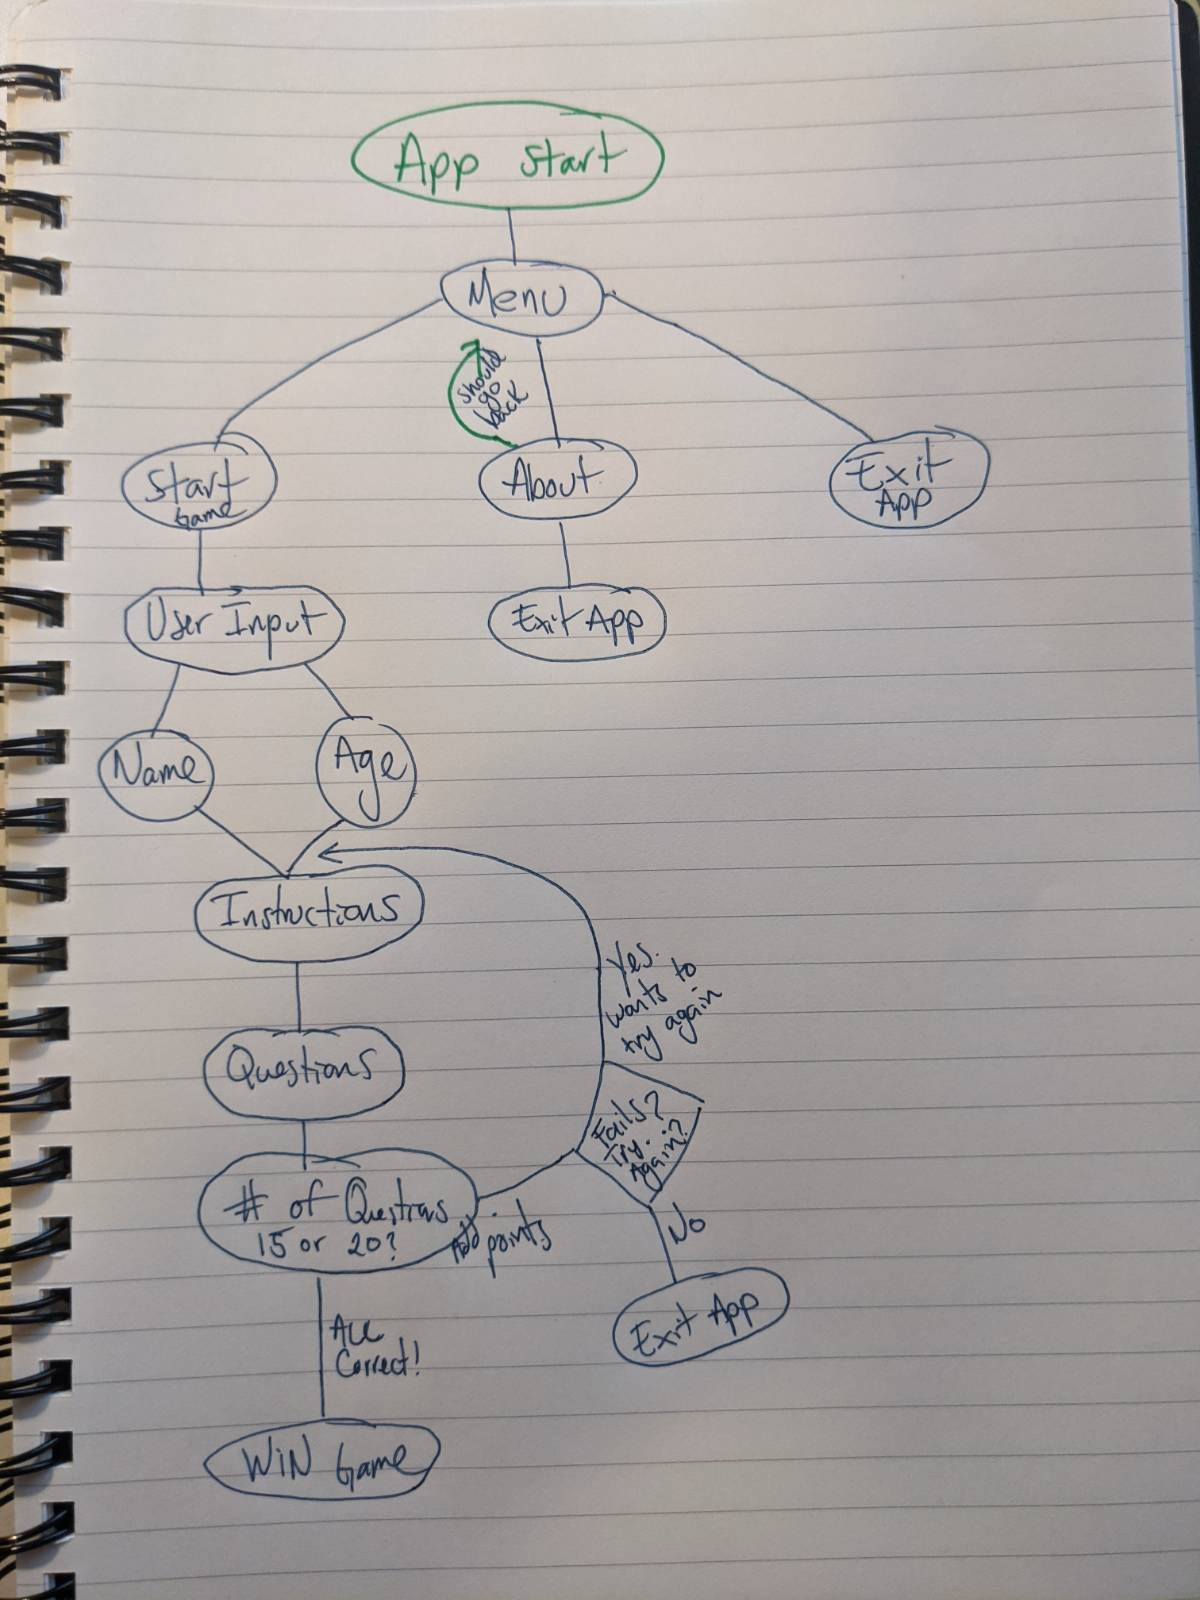 App Start
Menu
should
go
back
Start
Game
About
Exit
App
User Input
Exit App
Name
Age
Instructions
Yes.
wants to
try again
Questions
Fails?
Try.
Again?
# of Questions
15 or 20?
Add points
No
Exit App
All
Correct!
WIN Game